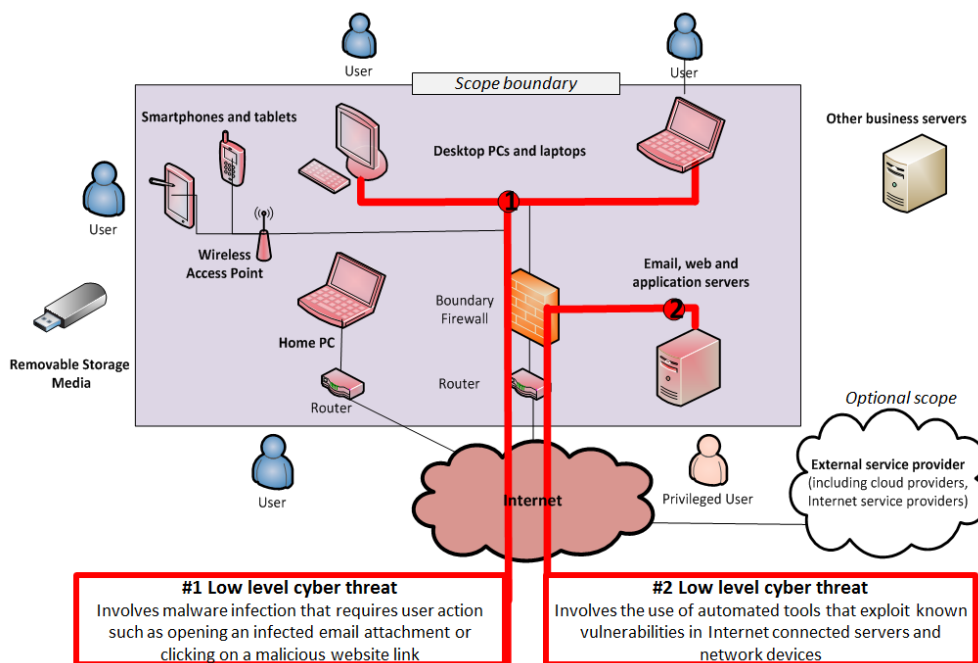 User
User
Scope boundary
Smartphones and tablets
Desktop PCs and laptops
Other business servers
User
1
Wireless
Access Point
Email, web and
application servers
Boundary
Firewall
2
Home PC
Removable Storage
Media
Router
Router
Optional scope
User
Internet
Privileged User
External service provider
(including cloud providers,
Internet service providers)
#1 Low level cyber threat
Involves malware infection that requires user action
such as opening an infected email attachment or
clicking on a malicious website link
#2 Low level cyber threat
Involves the use of automated tools that exploit known
vulnerabilities in Internet connected servers and
network devices